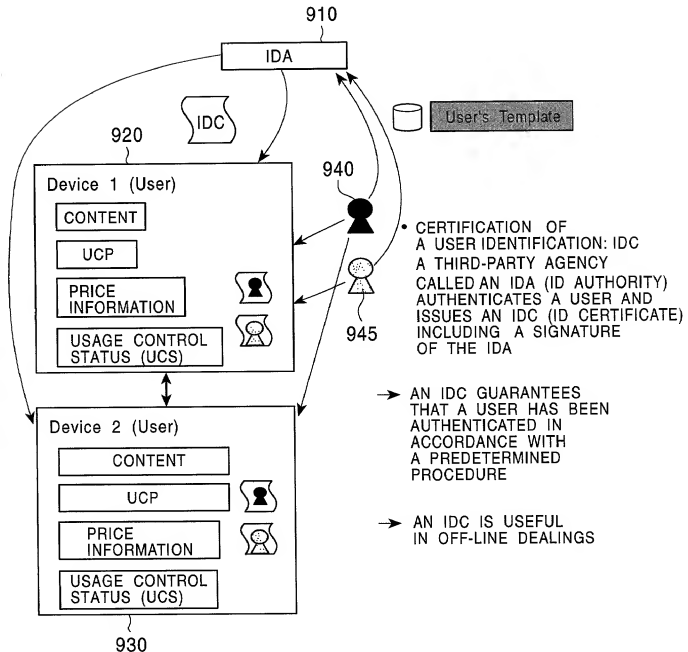 910
IDA
IDC
User's Template
920
Device 1 (User)
CONTENT
UCP
PRICE
INFORMATION
USAGE CONTROL
STATUS (UCS)
940
945
• CERTIFICATION OF
A USER IDENTIFICATION: IDC
A THIRD-PARTY AGENCY
CALLED AN IDA (ID AUTHORITY)
AUTHENTICATES A USER AND
ISSUES AN IDC (ID CERTIFICATE)
INCLUDING A SIGNATURE
OF THE IDA
→ AN IDC GUARANTEES
THAT A USER HAS BEEN
AUTHENTICATED IN
ACCORDANCE WITH
A PREDETERMINED
PROCEDURE
→ AN IDC IS USEFUL
IN OFF-LINE DEALINGS
Device 2 (User)
CONTENT
UCP
PRICE
INFORMATION
USAGE CONTROL
STATUS (UCS)
930